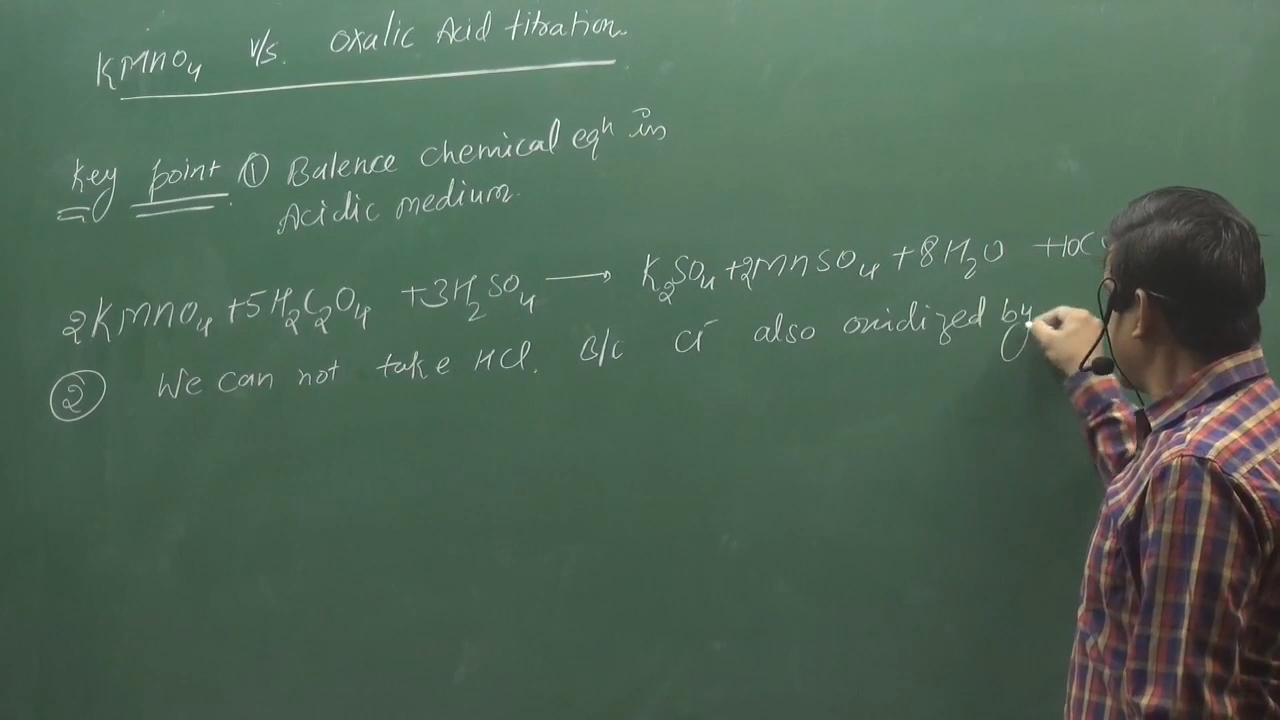 KMnO₄ v/s. Oxalic Acid titration.
Key point. ① Balence chemical eqⁿ in
Acidic medium.
2KMnO₄ +5H₂C₂O₄ +3H₂SO₄ ⟶ K₂SO₄ +2MnSO₄ +8H₂O +10C
② We can not take HCl. B/c Cl⁻ also oxidized by